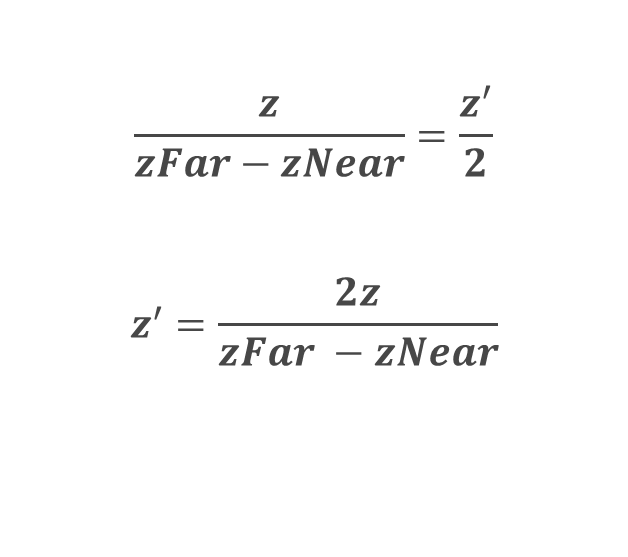 z / (zFar − zNear) = z′ / 2
z′ = 2z / (zFar − zNear)